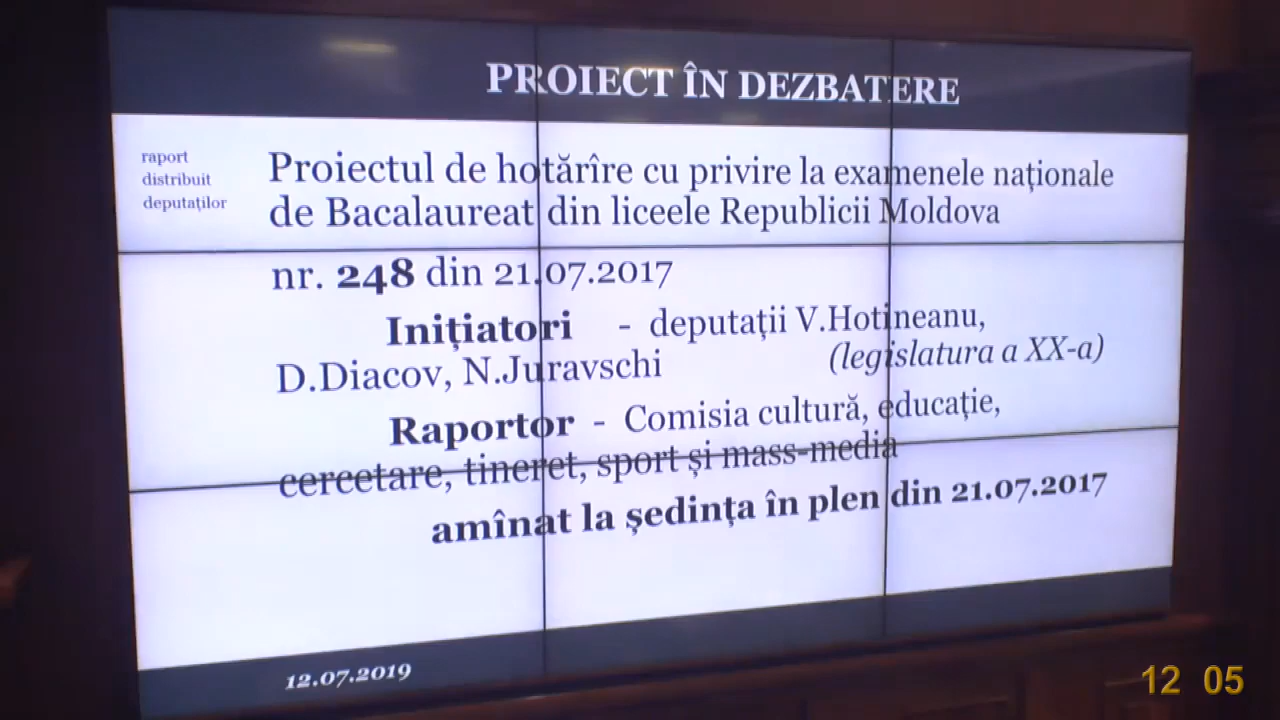 PROIECT ÎN DEZBATERE
raport
distribuit
deputaților
Proiectul de hotărîre cu privire la examenele naționale
de Bacalaureat din liceele Republicii Moldova
nr. 248 din 21.07.2017
Inițiatori - deputații V.Hotineanu,
D.Diacov, N.Juravschi (legislatura a XX-a)
Raportor - Comisia cultură, educație,
cercetare, tineret, sport și mass-media
amînat la ședința în plen din 21.07.2017
12.07.2019
12 05